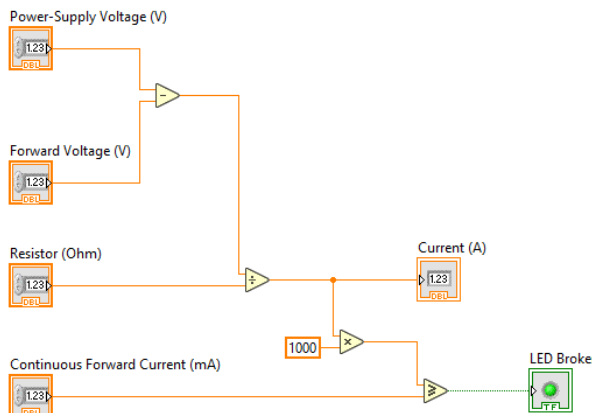 Power-Supply Voltage (V)
1.23
DBL
Forward Voltage (V)
1.23
DBL
Resistor (Ohm)
1.23
DBL
Current (A)
1.23
DBL
1000
Continuous Forward Current (mA)
1.23
LED Broke
TF